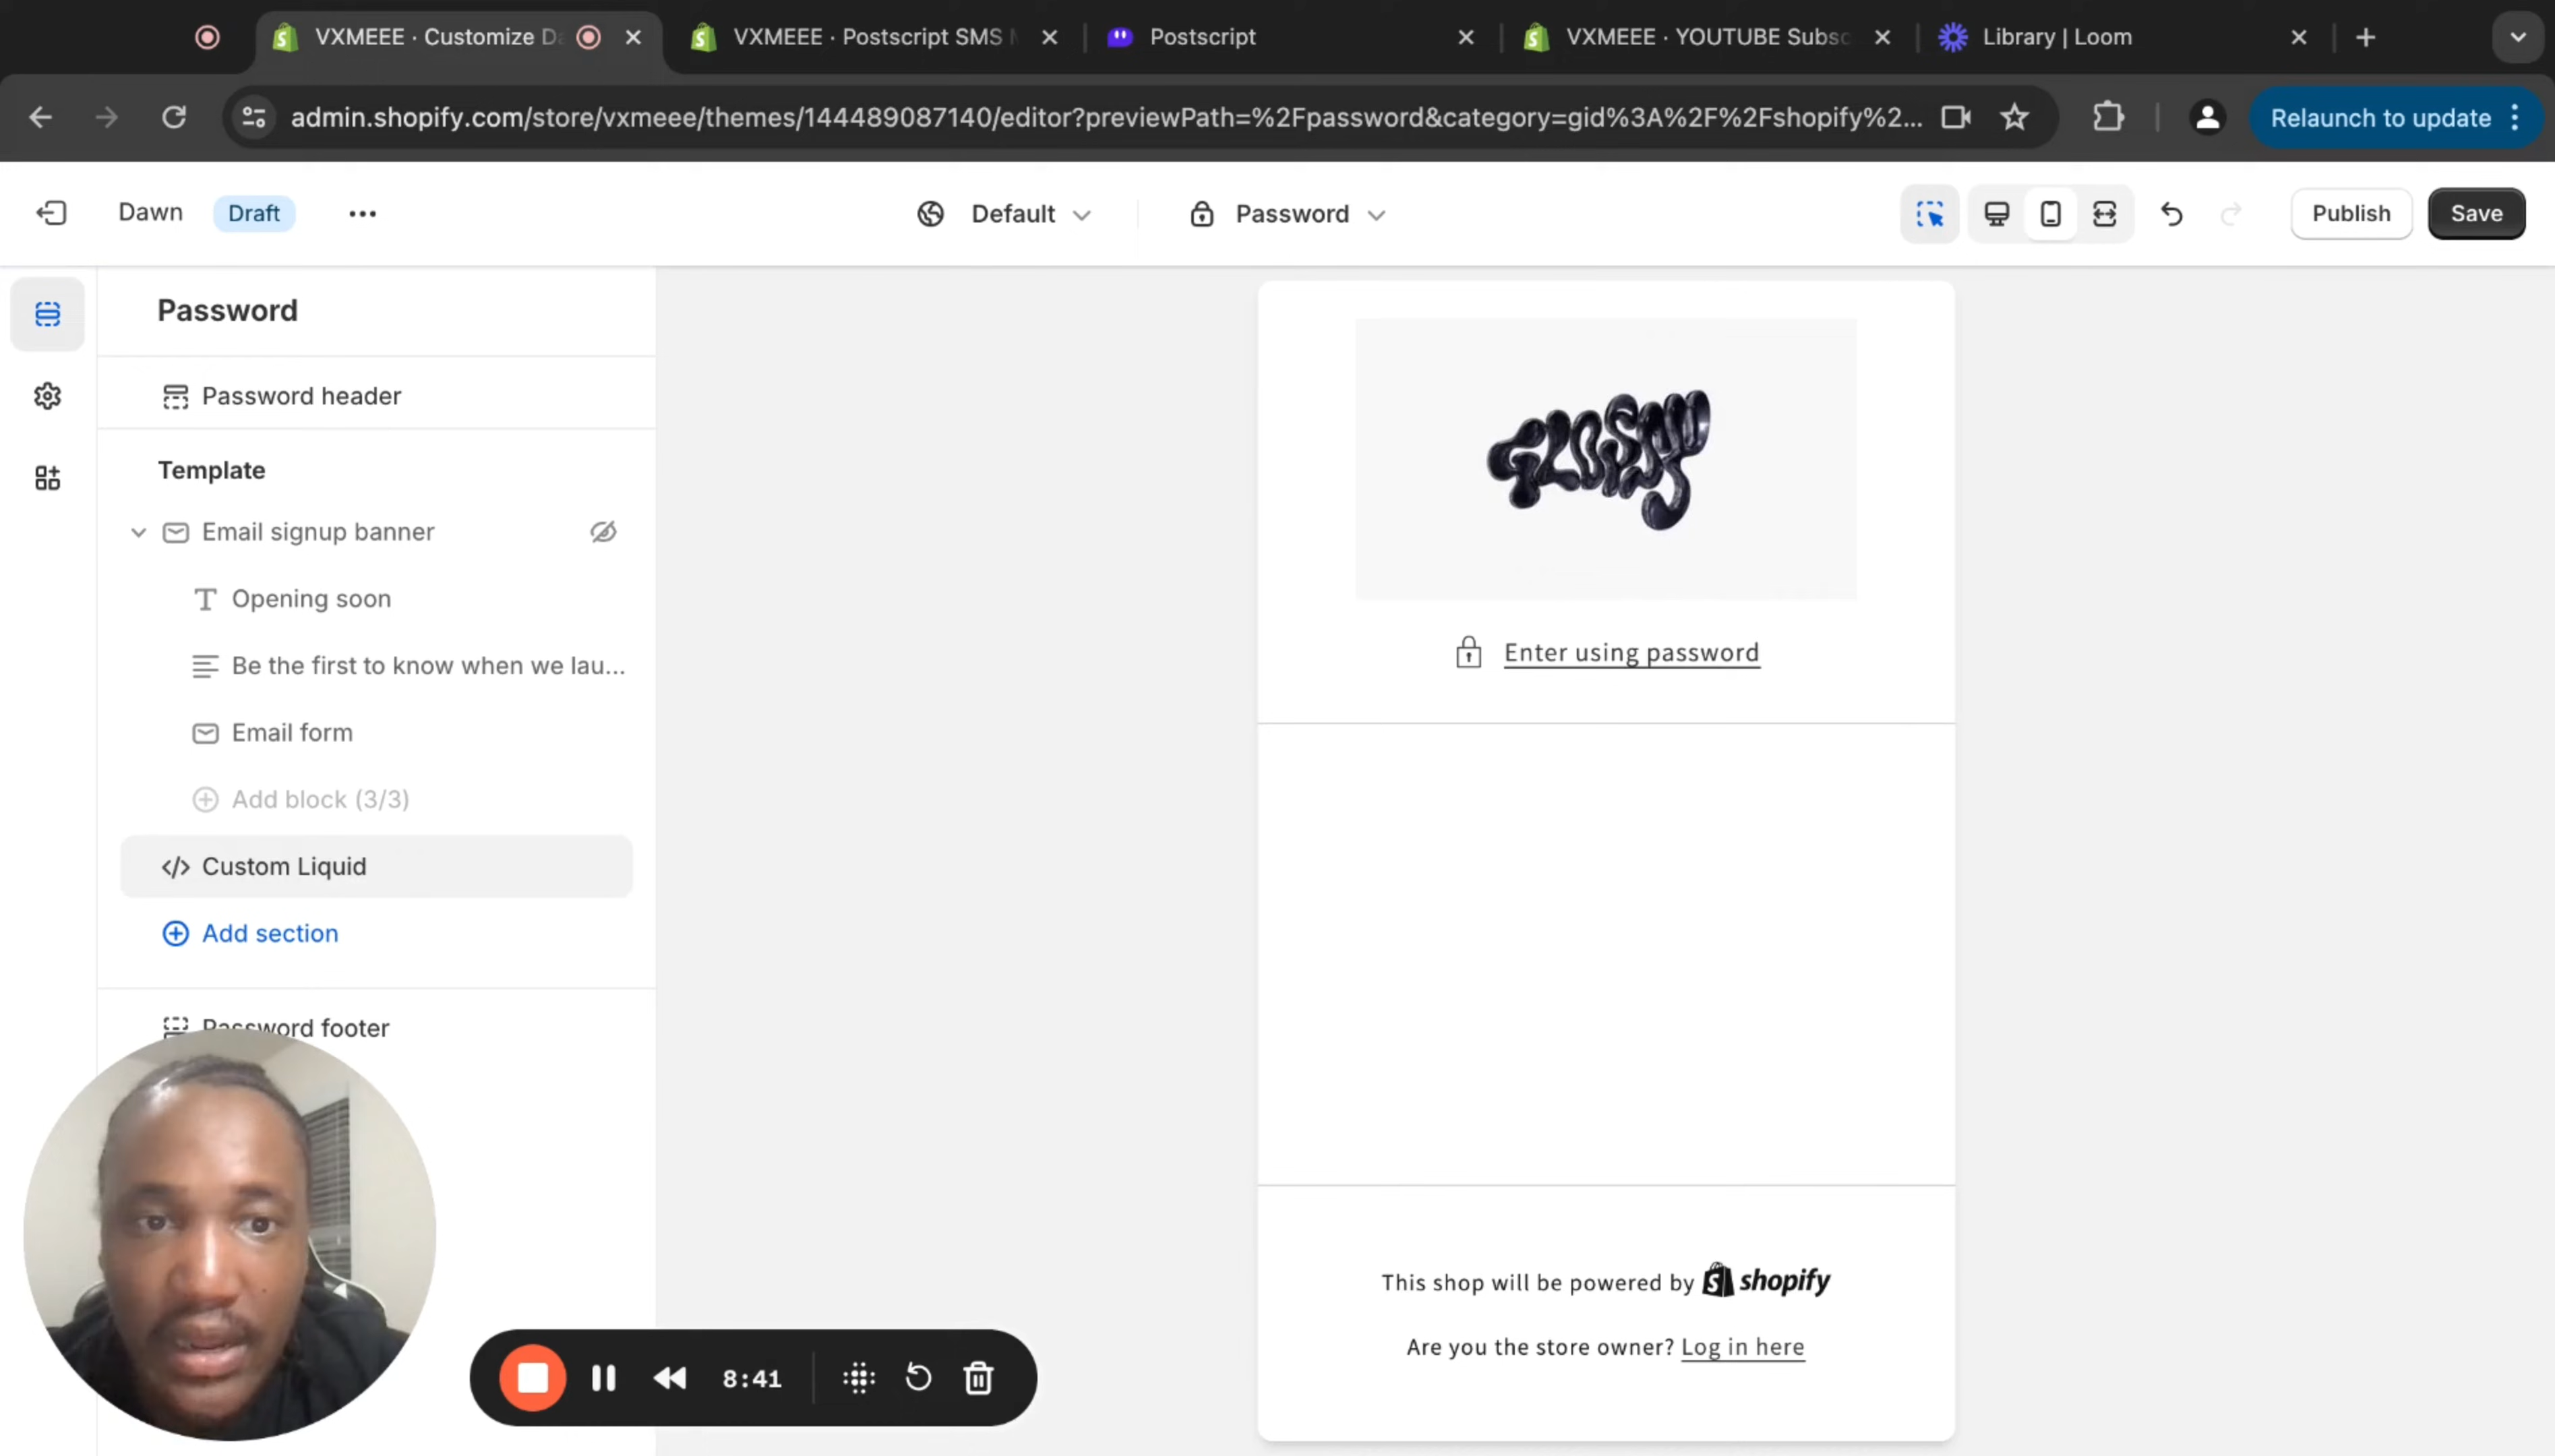 VXMEEE · Customize Da
VXMEEE · Postscript SMS M
Postscript
VXMEEE · YOUTUBE Subsc
Library | Loom
admin.shopify.com/store/vxmeee/themes/144489087140/editor?previewPath=%2Fpassword&category=gid%3A%2F%2Fshopify%2...
Relaunch to update
Dawn
Draft
Default
Password
Publish
Save
Password
Password header
Template
Email signup banner
Opening soon
Be the first to know when we lau...
Email form
Add block (3/3)
Custom Liquid
Add section
Password footer
Enter using password
This shop will be powered by shopify
Are you the store owner? Log in here
8:41